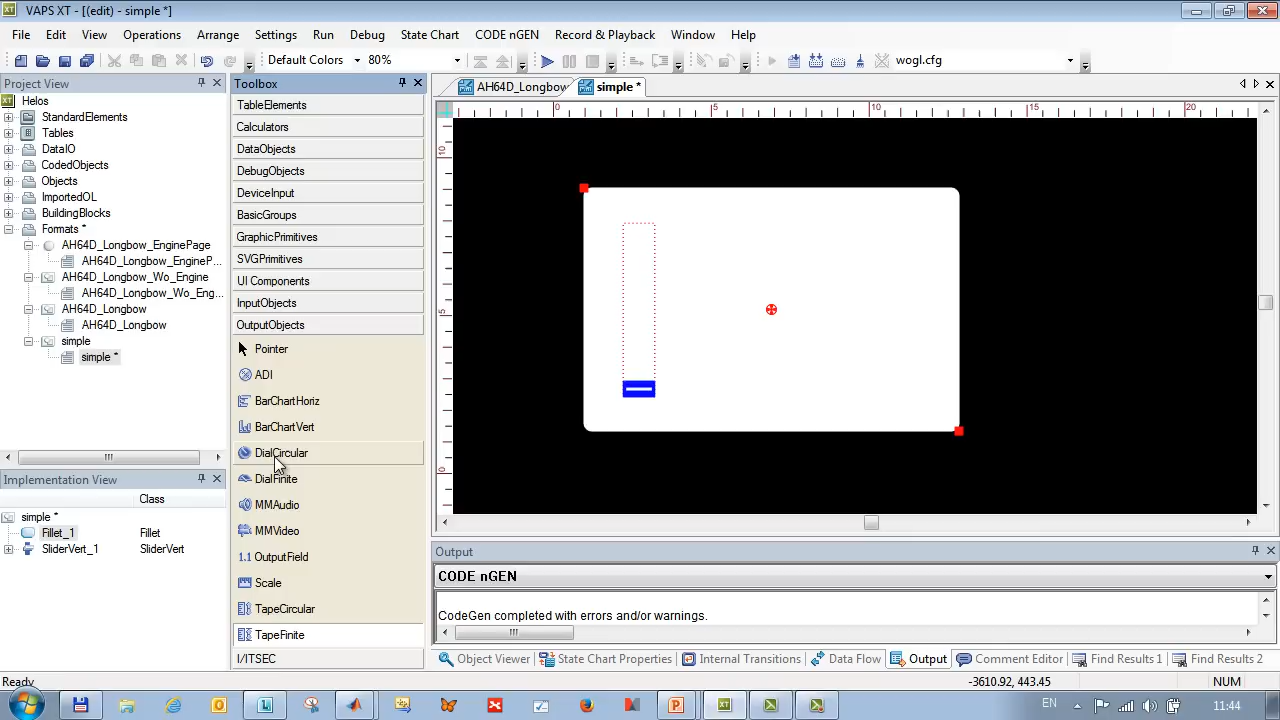 VAPS XT - [(edit) - simple *]
File Edit View Operations Arrange Settings Run Debug State Chart CODE nGEN Record & Playback Window Help
Default Colors 80% wogl.cfg
Project View
Helos
StandardElements
Tables
DataIO
CodedObjects
Objects
ImportedOL
BuildingBlocks
Formats *
AH64D_Longbow_EnginePage
AH64D_Longbow_EngineP...
AH64D_Longbow_Wo_Engine
AH64D_Longbow_Wo_Eng...
AH64D_Longbow
AH64D_Longbow
simple
simple *
Implementation View
Class
simple *
Fillet_1 Fillet
SliderVert_1 SliderVert
Toolbox
TableElements
Calculators
DataObjects
DebugObjects
DeviceInput
BasicGroups
GraphicPrimitives
SVGPrimitives
UI Components
InputObjects
OutputObjects
Pointer
ADI
BarChartHoriz
BarChartVert
DialCircular
DialFinite
MMAudio
MMVideo
1.1 OutputField
Scale
TapeCircular
TapeFinite
I/ITSEC
AH64D_Longbow simple *
0 5 10 15 20
10
5
0
Output
CODE nGEN
CodeGen completed with errors and/or warnings.
Object Viewer State Chart Properties Internal Transitions Data Flow Output Comment Editor Find Results 1 Find Results 2
Ready -3610.92, 443.45 NUM
EN 11:44